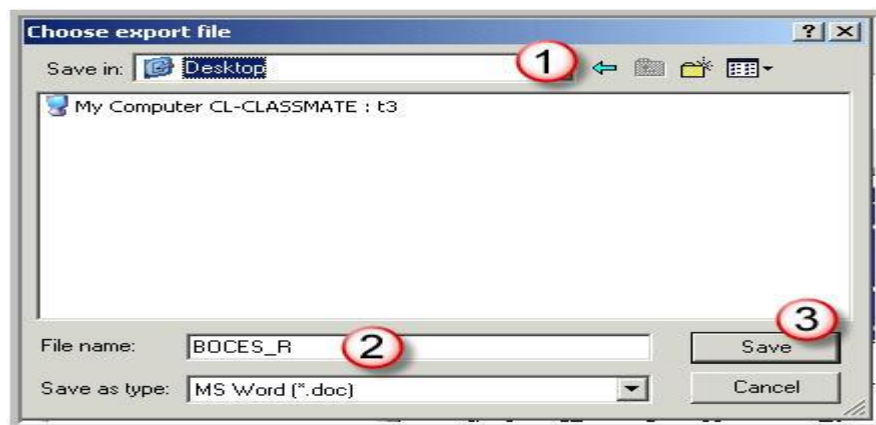 Choose export file
Save in: Desktop 1
My Computer CL-CLASSMATE : t3
3
File name: BOCES_R 2 Save
Save as type: MS Word (*.doc) Cancel